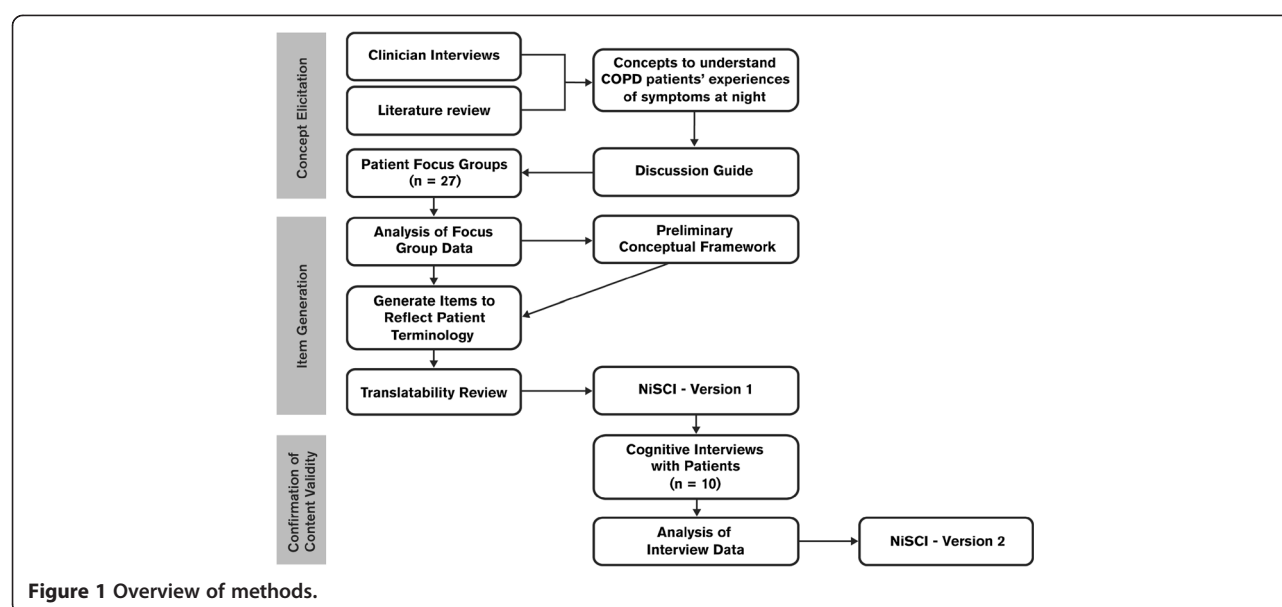 Concept Elicitation
Clinician Interviews
Literature review
Concepts to understand
COPD patients' experiences
of symptoms at night
Patient Focus Groups
(n = 27)
Discussion Guide
Item Generation
Analysis of Focus
Group Data
Preliminary
Conceptual Framework
Generate Items to
Reflect Patient
Terminology
Translatability Review
NiSCI - Version 1
Confirmation of
Content Validity
Cognitive Interviews
with Patients
(n = 10)
Analysis of
Interview Data
NiSCI - Version 2
Figure 1 Overview of methods.